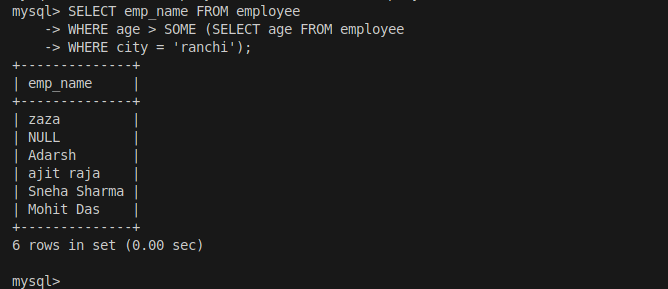 mysql> SELECT emp_name FROM employee
    -> WHERE age > SOME (SELECT age FROM employee
    -> WHERE city = 'ranchi');
+--------------+
| emp_name     |
+--------------+
| zaza         |
| NULL         |
| Adarsh       |
| ajit raja    |
| Sneha Sharma |
| Mohit Das    |
+--------------+
6 rows in set (0.00 sec)

mysql>